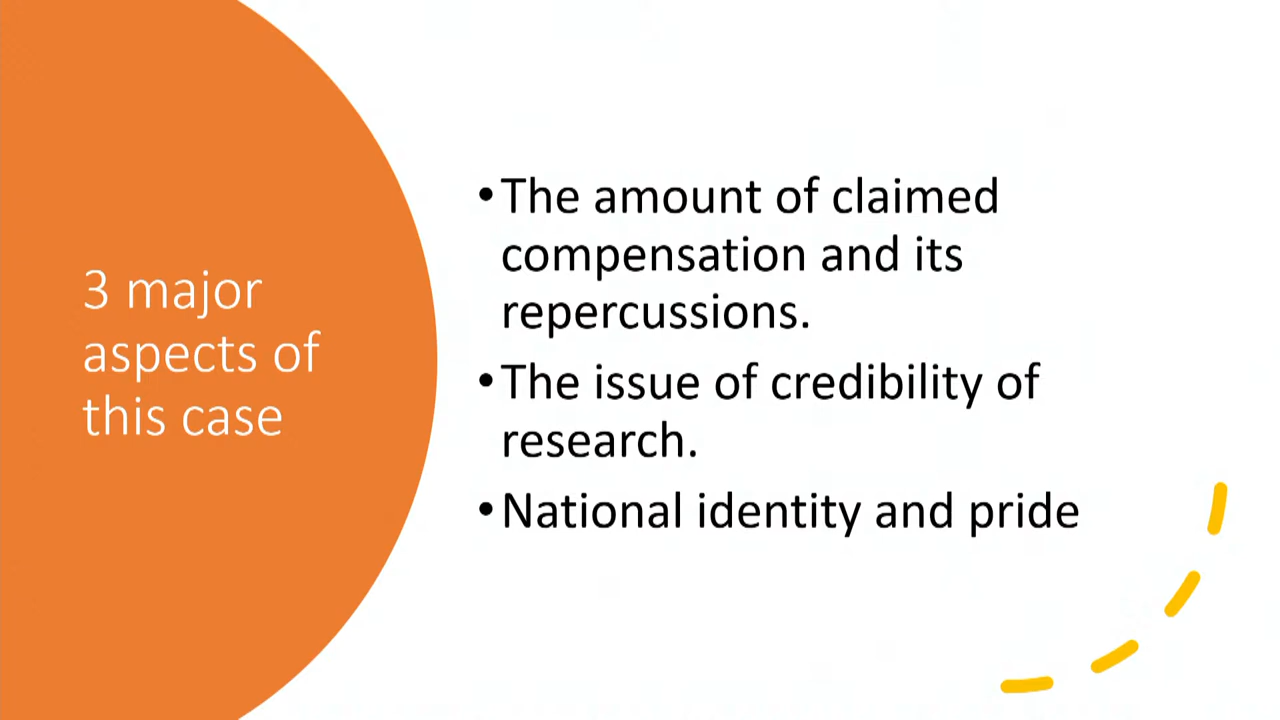 3 major
aspects of
this case
•The amount of claimed
compensation and its
repercussions.
•The issue of credibility of
research.
•National identity and pride